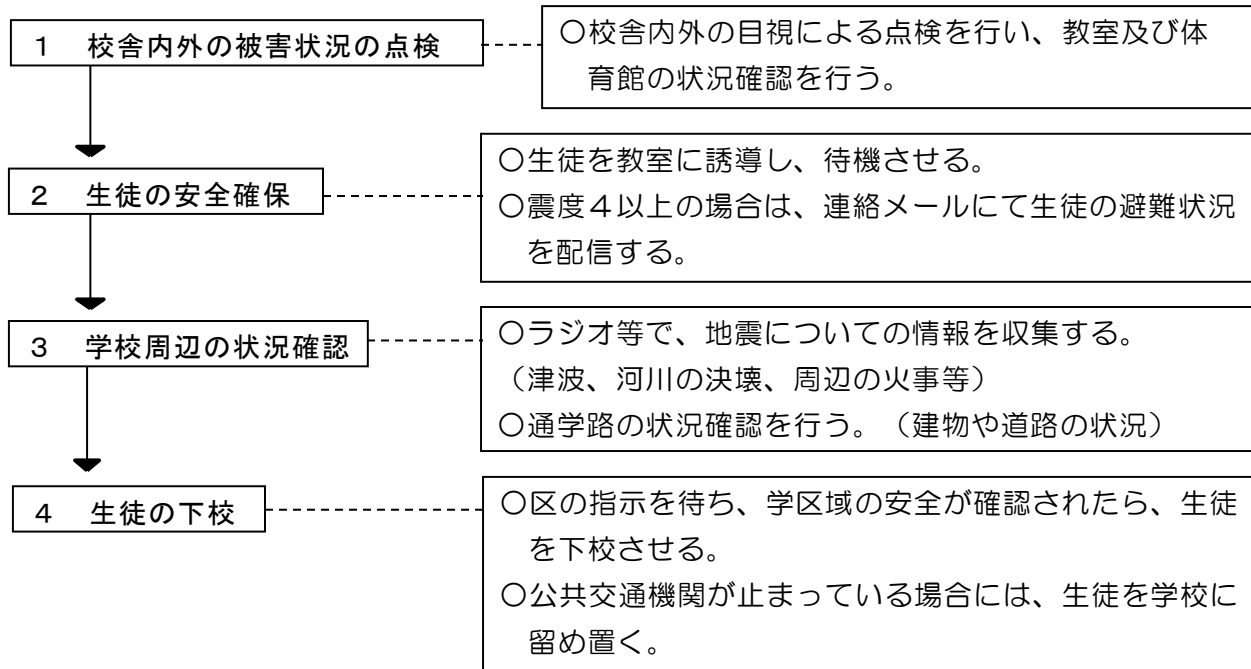 １　校舎内外の被害状況の点検
〇校舎内外の目視による点検を行い、教室及び体
育館の状況確認を行う。
２　生徒の安全確保
〇生徒を教室に誘導し、待機させる。
〇震度４以上の場合は、連絡メールにて生徒の避難状況
を配信する。
３　学校周辺の状況確認
〇ラジオ等で、地震についての情報を収集する。
（津波、河川の決壊、周辺の火事等）
〇通学路の状況確認を行う。（建物や道路の状況）
４　生徒の下校
〇区の指示を待ち、学区域の安全が確認されたら、生徒
を下校させる。
〇公共交通機関が止まっている場合には、生徒を学校に
留め置く。